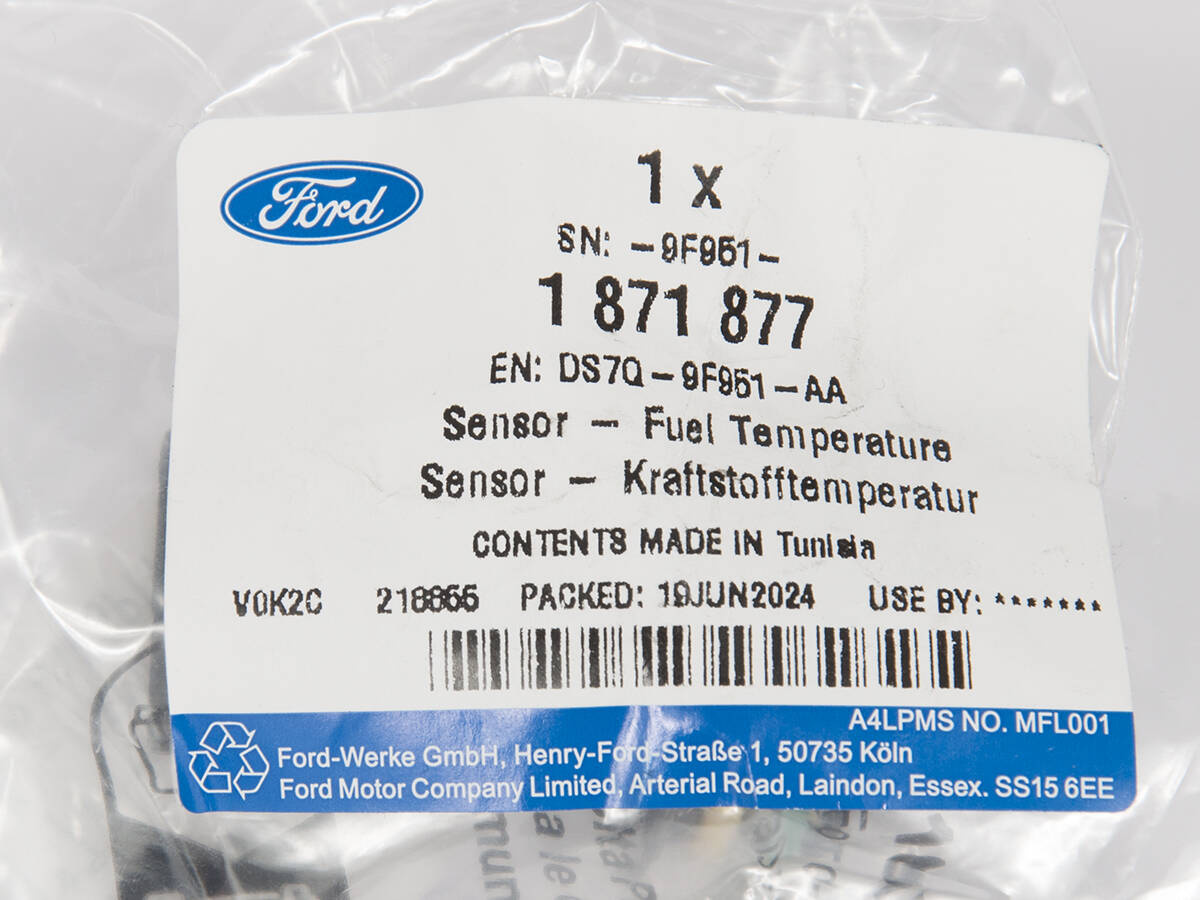 Ford
1 x
SN: -9F951-
1 871 877
EN: DS7Q-9F951-AA
Sensor - Fuel Temperature
Sensor - Kraftstofftemperatur
CONTENTS MADE IN Tunisia
V0K2C PACKED: 19JUN2024 USE BY: *******
A4LPMS NO. MFL001
Ford-Werke GmbH, Henry-Ford-Straße 1, 50735 Köln
Ford Motor Company Limited, Arterial Road, Laindon, Essex. SS15 6EE